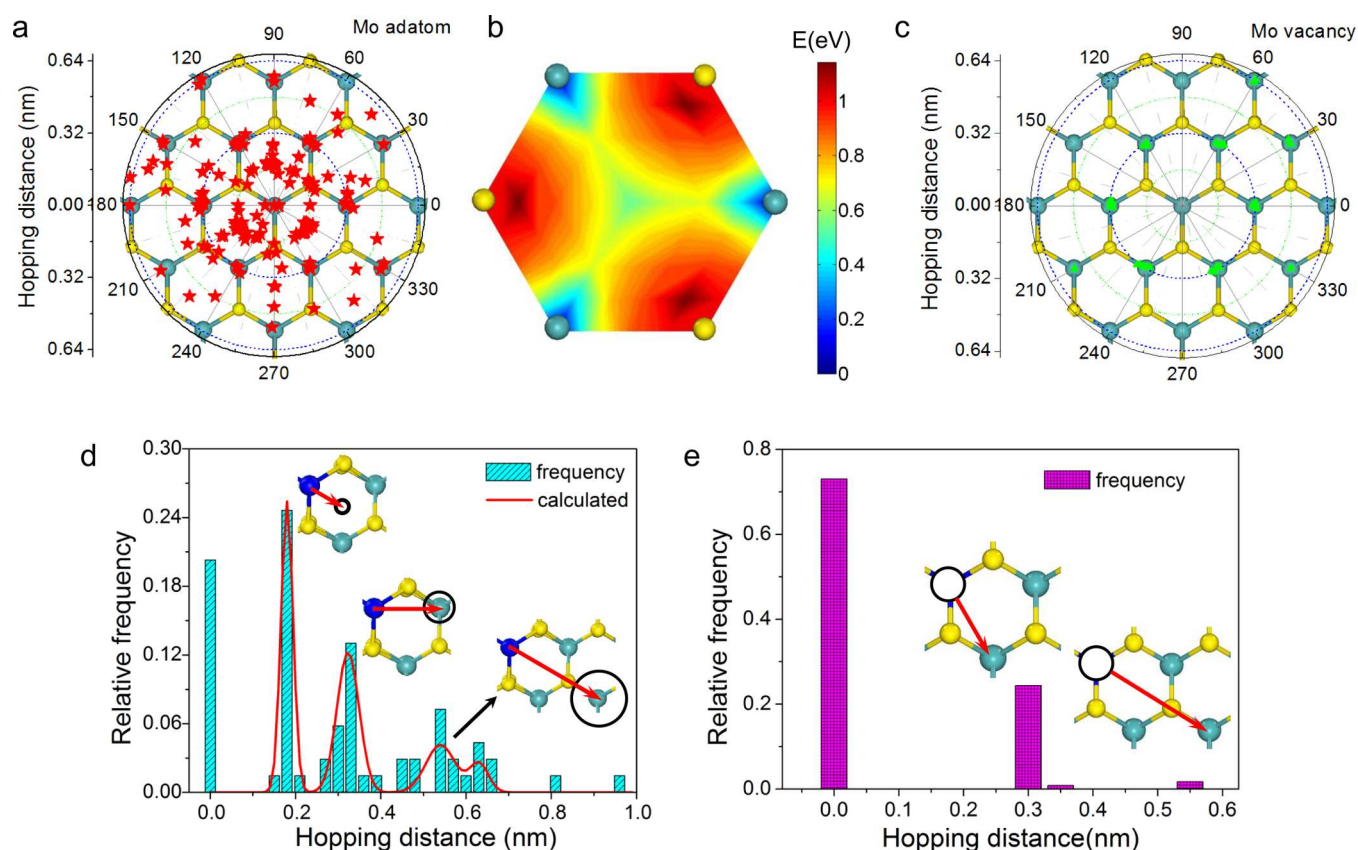 a
Mo adatom
Hopping distance (nm)
0.64
0.32
0.00
0.32
0.64
90
120
60
150
30
180
0
210
330
240
300
270
b
E(eV)
1
0.8
0.6
0.4
0.2
0
c
Mo vacancy
Hopping distance (nm)
0.64
0.32
0.00
0.32
0.64
90
120
60
150
30
180
0
210
330
240
300
270
d
Relative frequency
0.30
0.24
0.18
0.12
0.06
0.00
frequency
calculated
0.0 0.2 0.4 0.6 0.8 1.0
Hopping distance (nm)
e
Relative frequency
0.8
0.6
0.4
0.2
0.0
frequency
0.0 0.1 0.2 0.3 0.4 0.5 0.6
Hopping distance(nm)